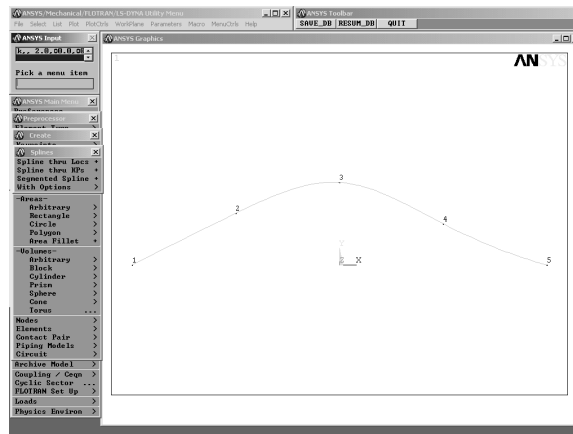 ANSYS/Mechanical/FLOTRAN/LS-DYNA Utility Menu
ANSYS Toolbar
File Select List Plot PlotCtrls WorkPlane Parameters Macro MenuCtrls Help
SAVE_DB RESUM_DB QUIT
ANSYS Input
ANSYS Graphics
Pick a menu item
1
ANSYS
ANSYS Main Menu
Preprocessor
Create
Splines
Spline thru Locs +
Spline thru KPs +
Segmented Spline +
With Options >
-Areas-
Arbitrary >
Rectangle >
Circle >
Polygon >
Area Fillet +
-Volumes-
Arbitrary >
Block >
Cylinder >
Prism >
Sphere >
Cone >
Torus ...
Nodes >
Elements >
Contact Pair >
Piping Models >
Circuit >
Archive Model >
Coupling / Ceqn >
Cyclic Sector ...
FLOTRAN Set Up >
Loads >
Physics Environ >
3
2
4
1
Y
X
5